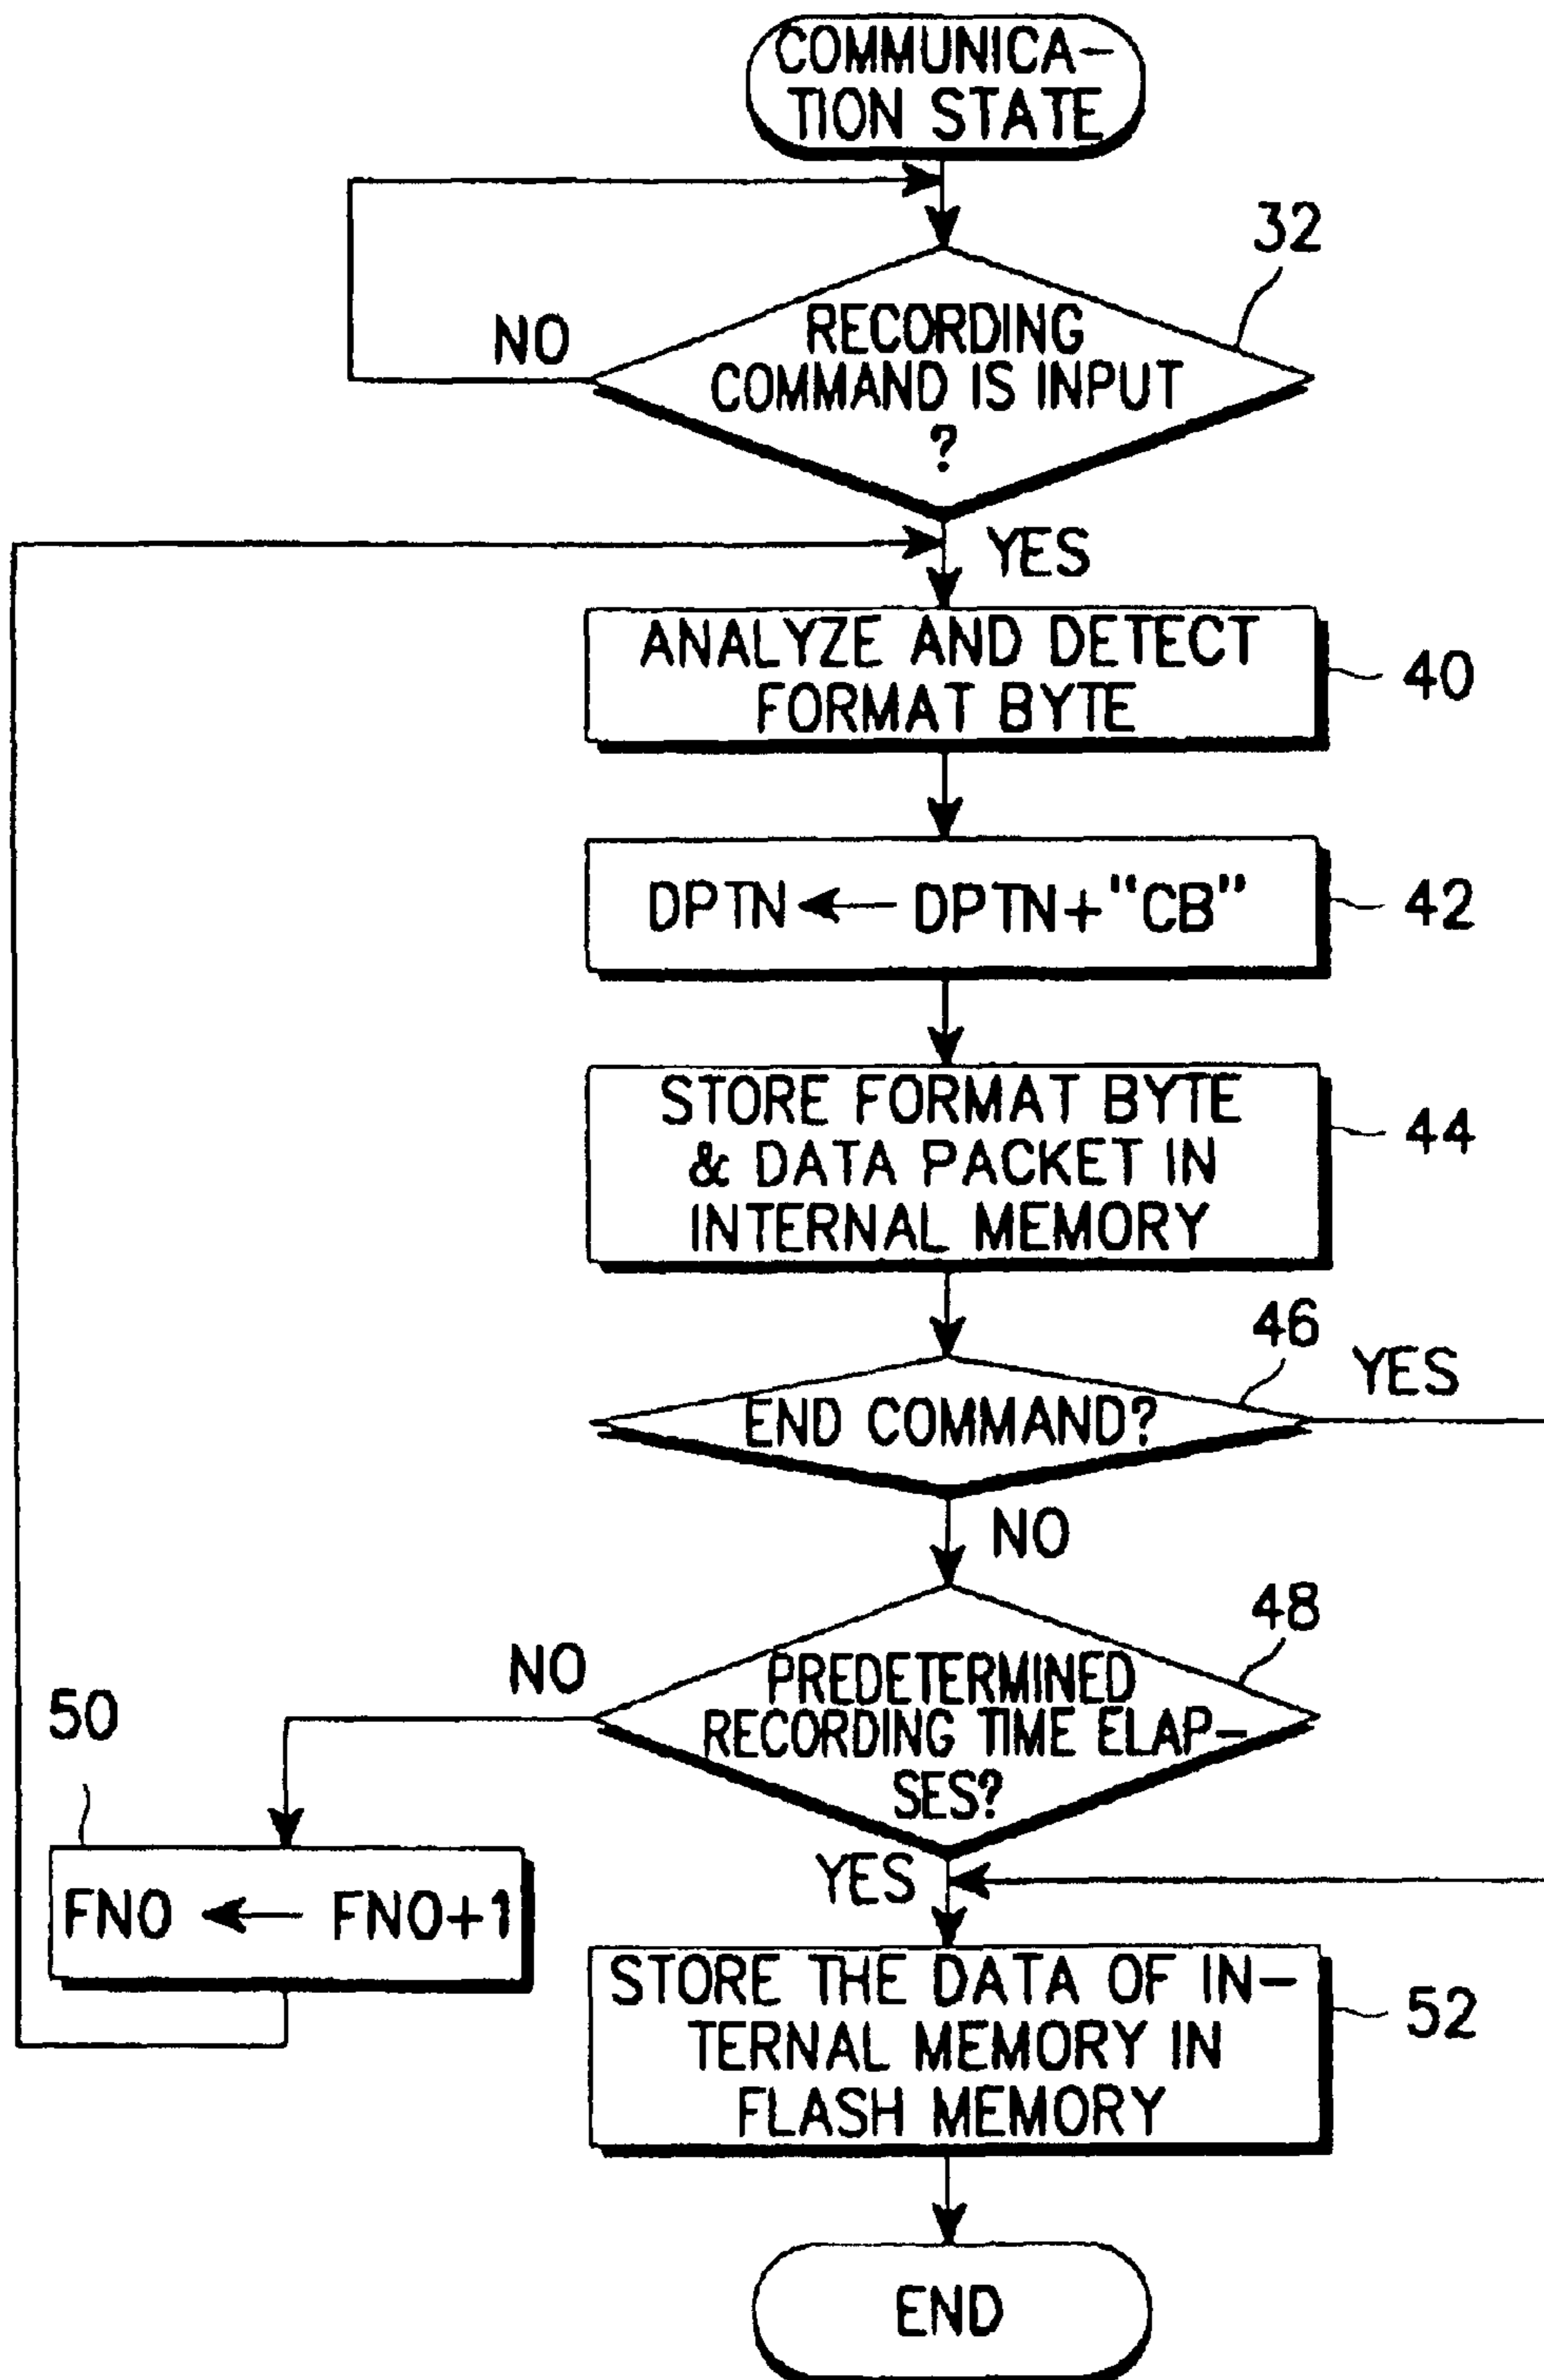 COMMUNICA-
TION STATE
32
NO
RECORDING
COMMAND IS INPUT
?
YES
ANALYZE AND DETECT
FORMAT BYTE
40
DPTN ← DPTN+"CB"
42
STORE FORMAT BYTE
& DATA PACKET IN
INTERNAL MEMORY
44
46
YES
END COMMAND?
NO
48
NO
PREDETERMINED
RECORDING TIME ELAP-
SES?
50
YES
FNO ← FNO+1
STORE THE DATA OF IN-
TERNAL MEMORY IN
FLASH MEMORY
52
END